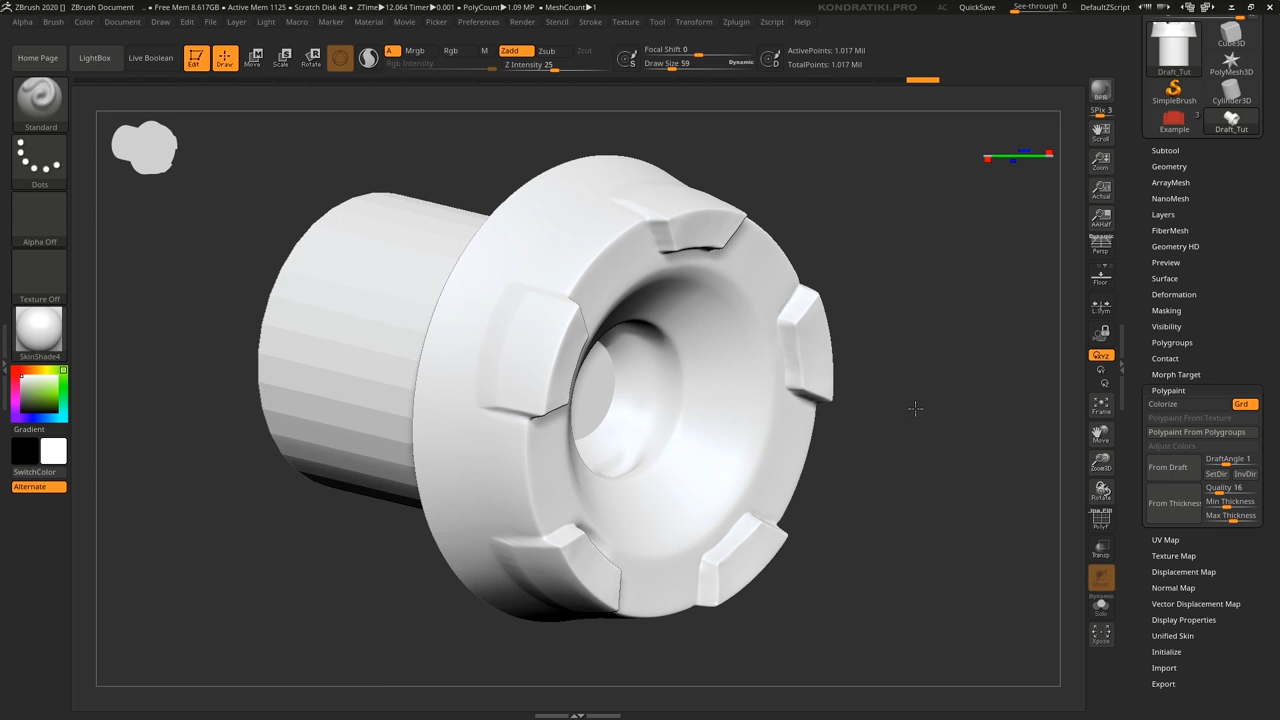 ZBrush 2020 [] ZBrush Document .. ● Free Mem 8.617GB ● Active Mem 1125 ● Scratch Disk 48 ● ZTime▶12.064 Timer▶0.001 ● PolyCount▶1.09 MP ● MeshCount▶1
KONDRATIKI.PRO
AC QuickSave See-through 0 DefaultZScript
Alpha Brush Color Document Draw Edit File Layer Light Macro Marker Material Movie Picker Preferences Render Stencil Stroke Texture Tool Transform Zplugin Zscript Help
Home Page LightBox Live Boolean
Edit Draw Move Scale Rotate
A Mrgb Rgb M Zadd Zsub Zcut
Rgb Intensity Z Intensity 25
S Focal Shift 0
Draw Size 59 Dynamic
D ActivePoints: 1.017 Mil
TotalPoints: 1.017 Mil
Standard
Dots
Alpha Off
Texture Off
SkinShade4
Gradient
SwitchColor
Alternate
BPR
SPix 3
Scroll
Zoom
Actual
AAHalf
Dynamic
Persp
Floor
L.Sym
XYZ
Frame
Move
Zoom3D
Rotate
Line Fill
PolyF
Transp
Ghost
Dynamic
Solo
Xpose
Draft_Tut
Cube3D
PolyMesh3D
SimpleBrush
Cylinder3D
3
Example
Draft_Tut
Subtool
Geometry
ArrayMesh
NanoMesh
Layers
FiberMesh
Geometry HD
Preview
Surface
Deformation
Masking
Visibility
Polygroups
Contact
Morph Target
Polypaint
Colorize Grd
Polypaint From Texture
Polypaint From Polygroups
Adjust Colors
From Draft
DraftAngle 1
SetDir InvDir
From Thickness
Quality 16
Min Thickness
Max Thickness
UV Map
Texture Map
Displacement Map
Normal Map
Vector Displacement Map
Display Properties
Unified Skin
Initialize
Import
Export